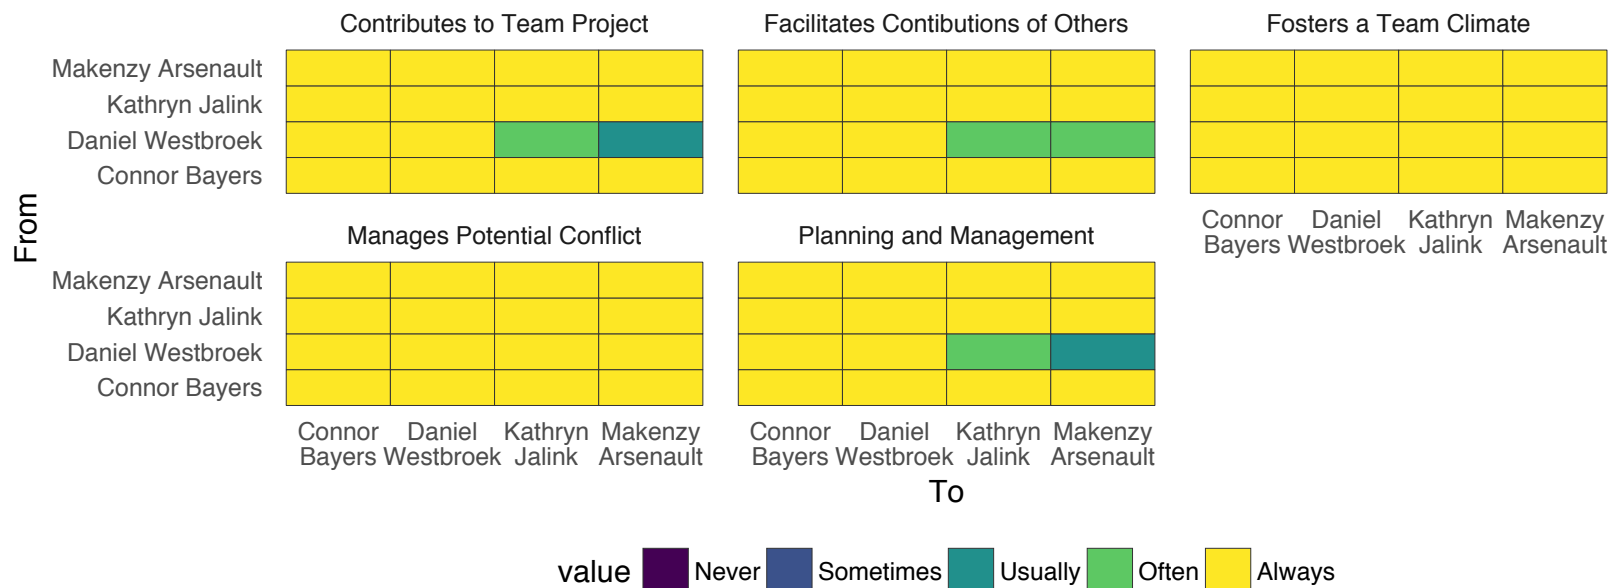 Contributes to Team Project
Facilitates Contibutions of Others
Fosters a Team Climate
Makenzy Arsenault
Kathryn Jalink
Daniel Westbroek
Connor Bayers
Connor Bayers
Daniel Westbroek
Kathryn Jalink
Makenzy Arsenault
From
Manages Potential Conflict
Planning and Management
Makenzy Arsenault
Kathryn Jalink
Daniel Westbroek
Connor Bayers
Connor Bayers
Daniel Westbroek
Kathryn Jalink
Makenzy Arsenault
Connor Bayers
Daniel Westbroek
Kathryn Jalink
Makenzy Arsenault
To
value Never Sometimes Usually Often Always